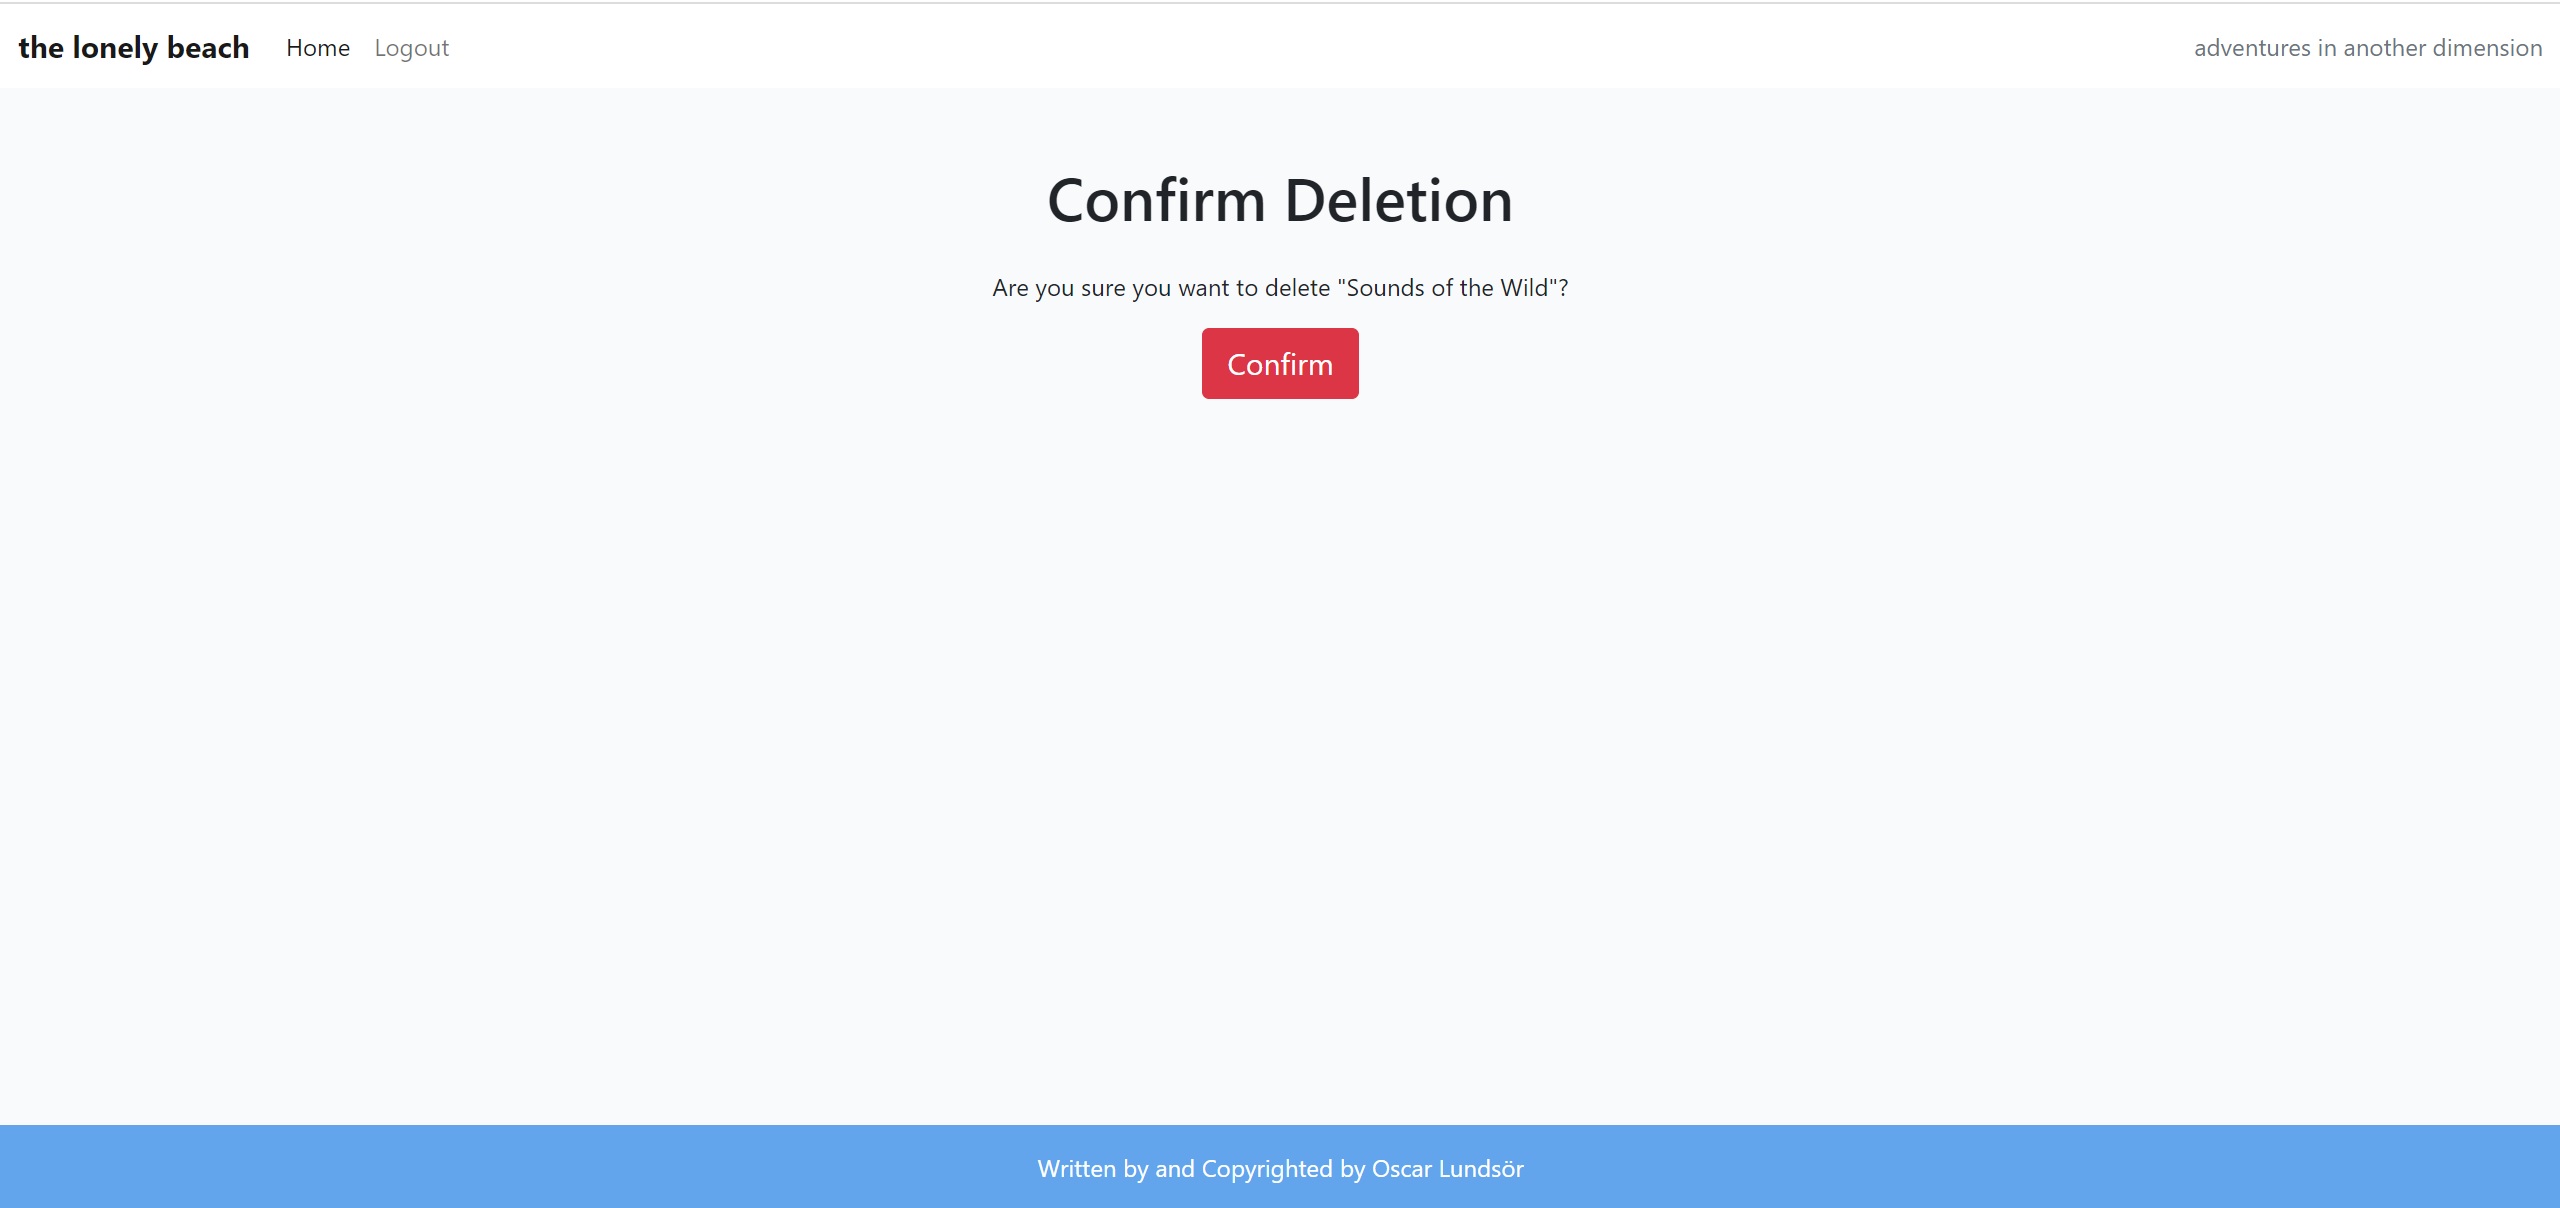 the lonely beach Home Logout adventures in another dimension
Confirm Deletion
Are you sure you want to delete "Sounds of the Wild"?
Confirm
Written by and Copyrighted by Oscar Lundsör